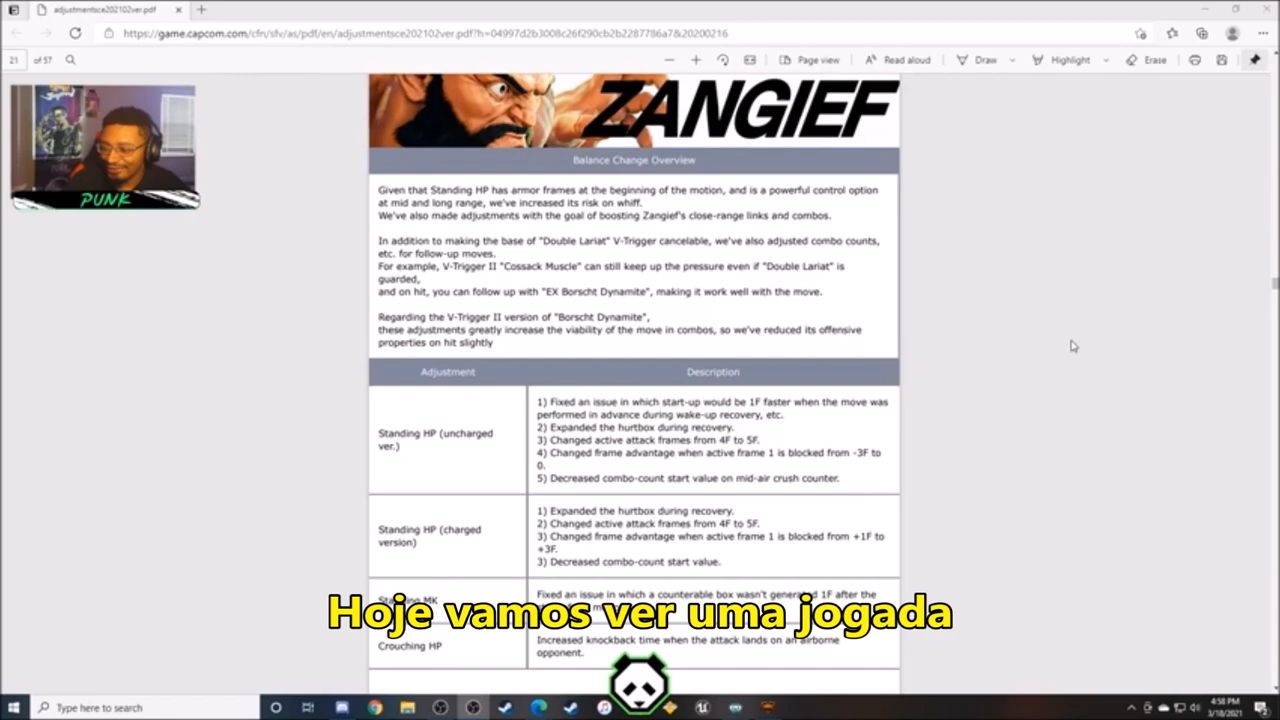 adjustmentsce202102ver.pdf
https://game.capcom.com/cfn/sfv/as/pdf/en/adjustmentsce202102ver.pdf?h=04997d2b3008c26f290cb2b2287786a7&20200216
21 of 57 Page view Read aloud Draw Highlight Erase
PUNK
ZANGIEF
Balance Change Overview
Given that Standing HP has armor frames at the beginning of the motion, and is a powerful control option
at mid and long range, we've increased its risk on whiff.
We've also made adjustments with the goal of boosting Zangief's close-range links and combos.
In addition to making the base of "Double Lariat" V-Trigger cancelable, we've also adjusted combo counts,
etc. for follow-up moves.
For example, V-Trigger II "Cossack Muscle" can still keep up the pressure even if "Double Lariat" is
guarded,
and on hit, you can follow up with "EX Borscht Dynamite", making it work well with the move.
Regarding the V-Trigger II version of "Borscht Dynamite",
these adjustments greatly increase the viability of the move in combos, so we've reduced its offensive
properties on hit slightly
Adjustment Description
Standing HP (uncharged
ver.)
1) Fixed an issue in which start-up would be 1F faster when the move was
performed in advance during wake-up recovery, etc.
2) Expanded the hurtbox during recovery.
3) Changed active attack frames from 4F to 5F.
4) Changed frame advantage when active frame 1 is blocked from -3F to
0.
5) Decreased combo-count start value on mid-air crush counter.
Standing HP (charged
version)
1) Expanded the hurtbox during recovery.
2) Changed active attack frames from 4F to 5F.
3) Changed frame advantage when active frame 1 is blocked from +1F to
+3F.
3) Decreased combo-count start value.
Standing MK
Fixed an issue in which a counterable box wasn't generated 1F after the
Hoje vamos ver uma jogada
Crouching HP
Increased knockback time when the attack lands on an airborne
opponent.
Type here to search
4:58 PM
3/18/2021